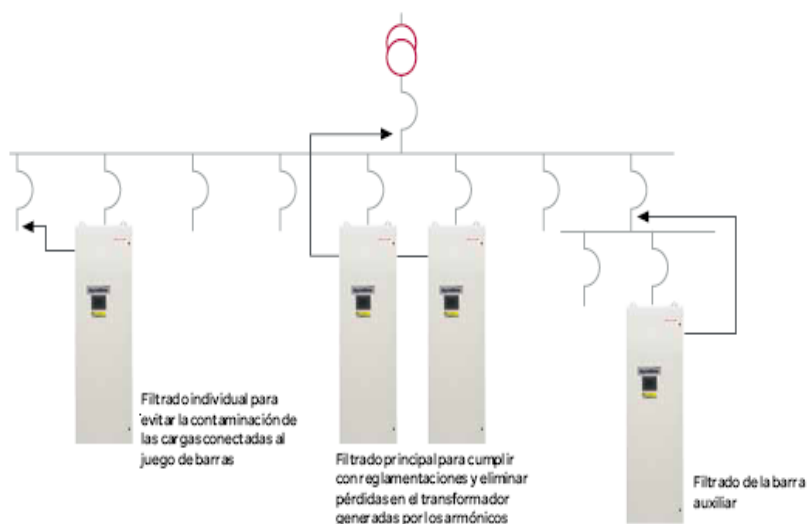 Filtrado individual para
evitar la contaminación de
las cargas conectadas al
juego de barras
Filtrado principal para cumplir
con reglamentaciones y eliminar
pérdidas en el transformador
generadas por los armónicos
Filtrado de la barra
auxiliar